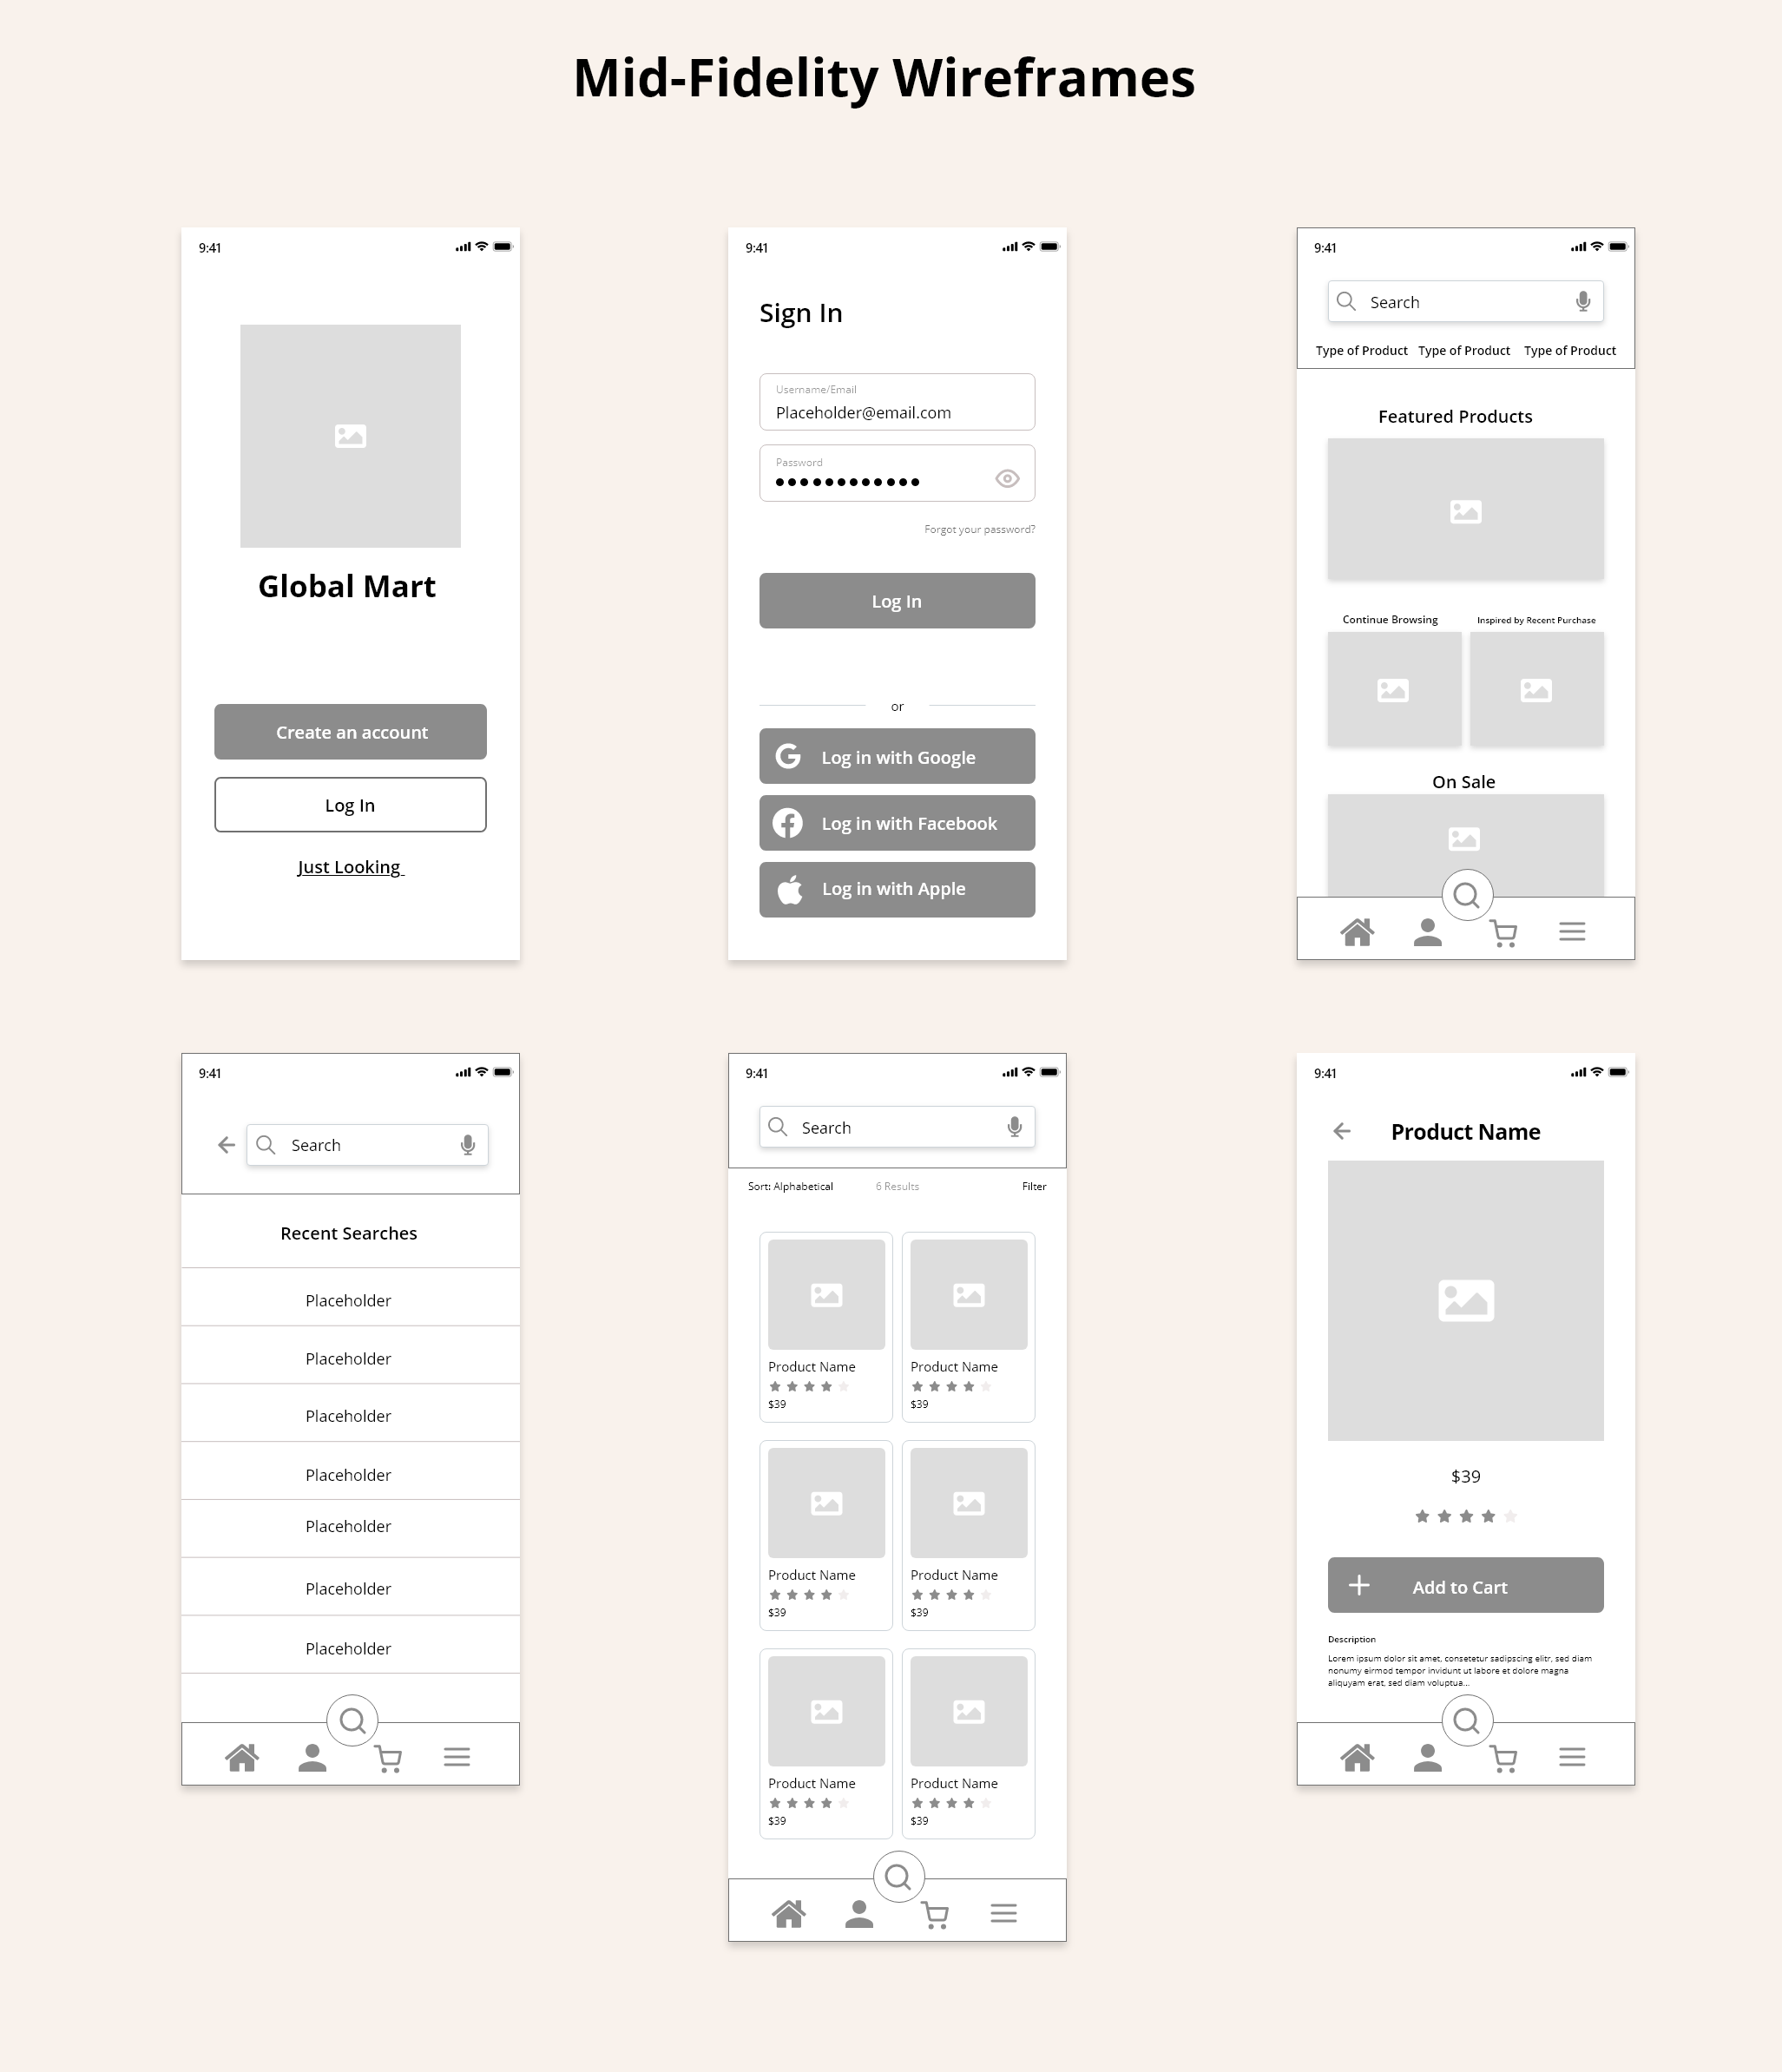 Mid-Fidelity Wireframes
9:41
Global Mart
Create an account
Log In
Just Looking
9:41
Sign In
Username/Email
Placeholder@email.com
Password
Forgot your password?
Log In
or
Log in with Google
Log in with Facebook
Log in with Apple
9:41
Search
Type of Product Type of Product Type of Product
Featured Products
Continue Browsing Inspired by Recent Purchase
On Sale
9:41
Search
Recent Searches
Placeholder
Placeholder
Placeholder
Placeholder
Placeholder
Placeholder
Placeholder
9:41
Search
Sort: Alphabetical 6 Results Filter
Product Name Product Name
$39 $39
Product Name Product Name
$39 $39
Product Name Product Name
$39 $39
9:41
Product Name
$39
Add to Cart
Description
Lorem ipsum dolor sit amet, consetetur sadipscing elitr, sed diam
nonumy eirmod tempor invidunt ut labore et dolore magna
aliquyam erat, sed diam voluptua...